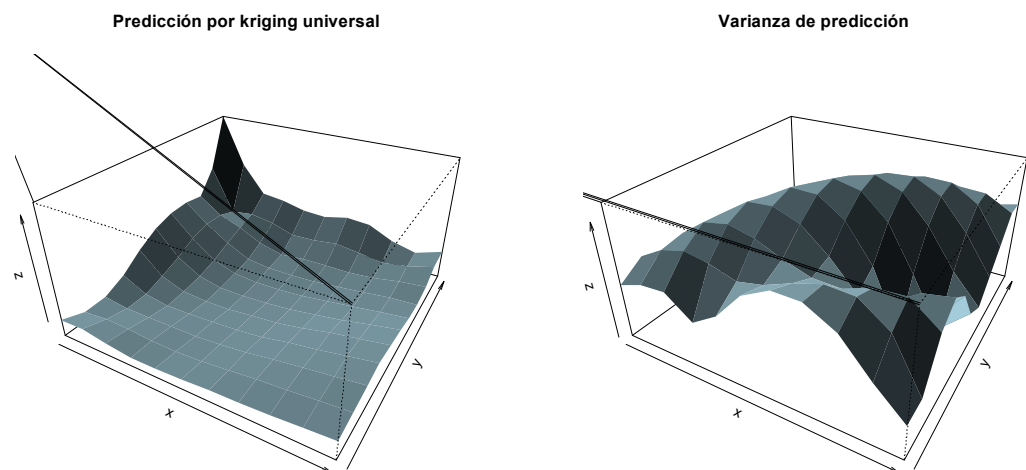 Predicción por kriging universal
Varianza de predicción
z
x
y
z
x
y